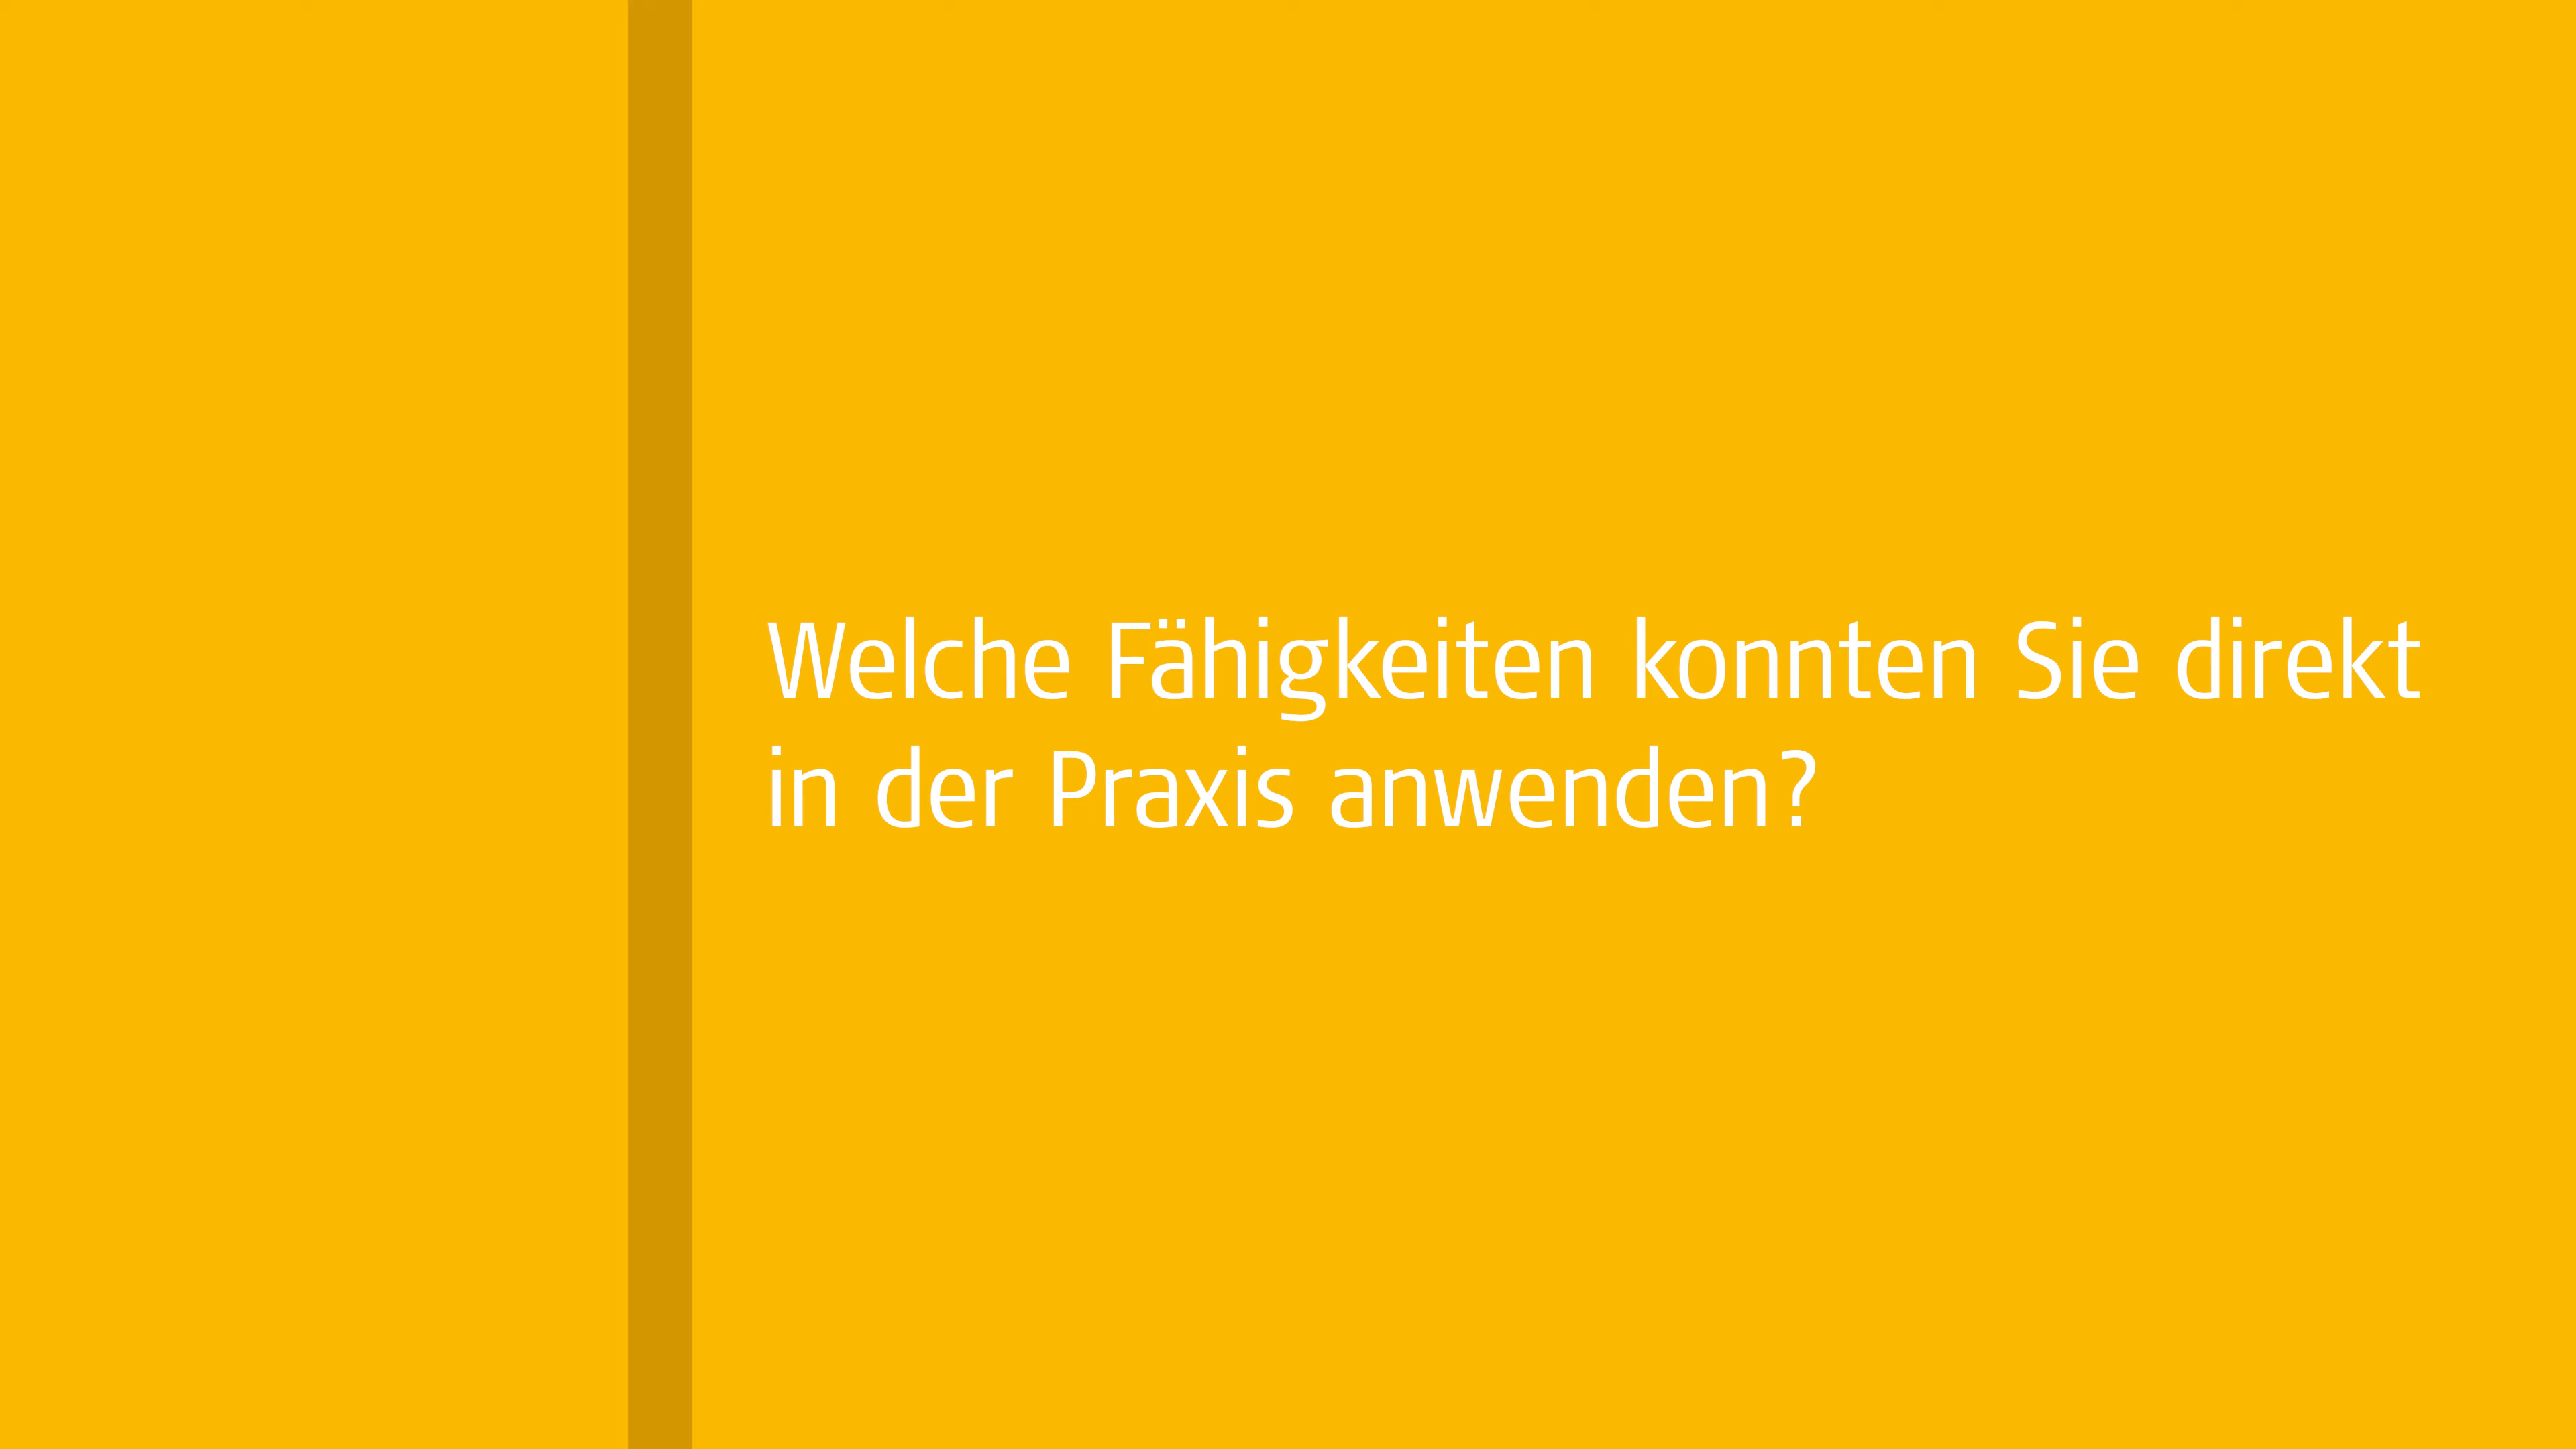 Welche Fähigkeiten konnten Sie direkt
in der Praxis anwenden?